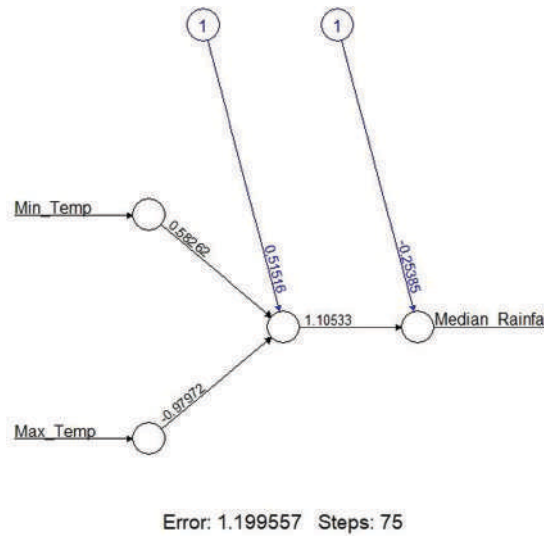 1 1
Min_Temp
0.58262
0.51516
-0.25385
1.10533
Median_Rainfa
-0.97972
Max_Temp
Error: 1.199557 Steps: 75